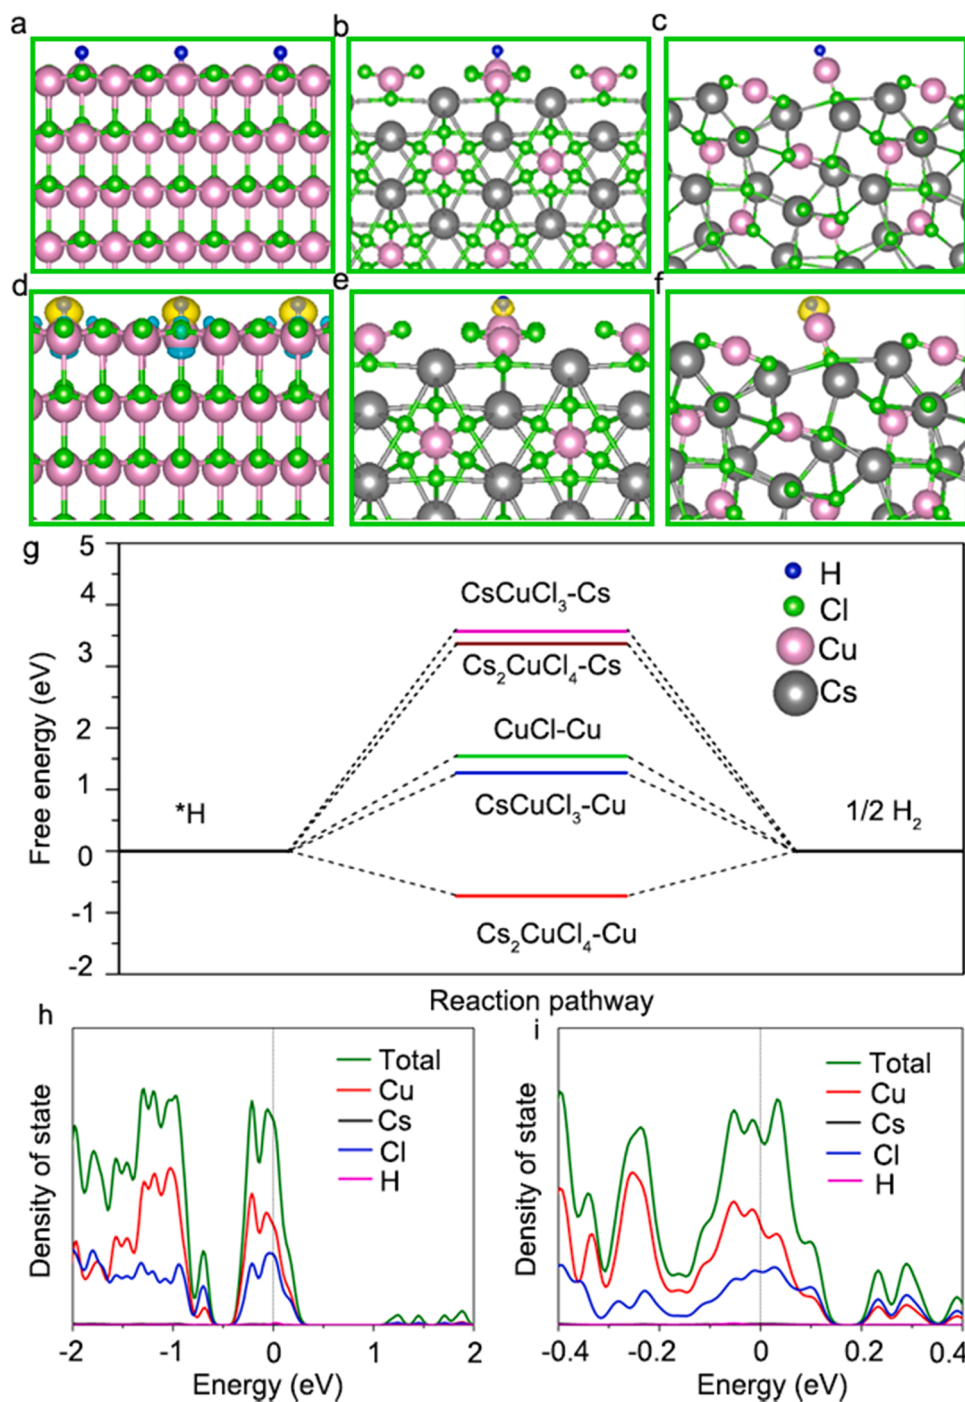 a
b
c
d
e
f
g
5
4
3
2
1
0
-1
-2
Free energy (eV)
CsCuCl₃-Cs
Cs₂CuCl₄-Cs
CuCl-Cu
CsCuCl₃-Cu
Cs₂CuCl₄-Cu
*H
1/2 H₂
H
Cl
Cu
Cs
Reaction pathway
h
Density of state
Total
Cu
Cs
Cl
H
-2
-1
0
1
2
Energy (eV)
i
Density of state
Total
Cu
Cs
Cl
H
-0.4
-0.2
0
0.2
0.4
Energy (eV)